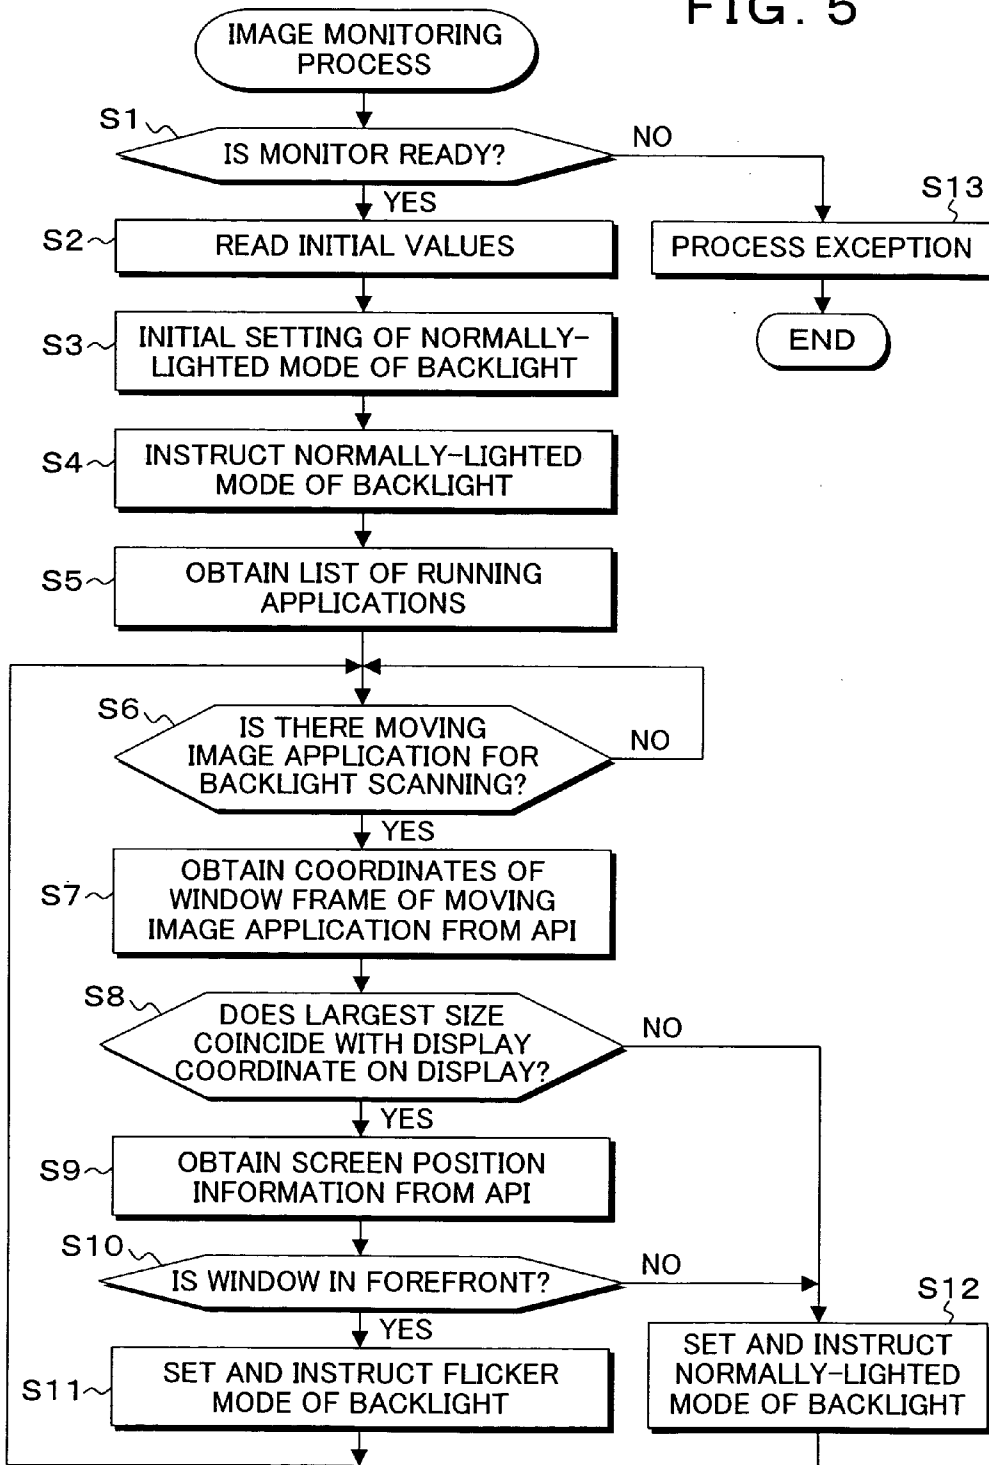 FIG. 5
IMAGE MONITORING
PROCESS
S1
IS MONITOR READY?
NO
YES
S13
PROCESS EXCEPTION
END
S2
READ INITIAL VALUES
S3
INITIAL SETTING OF NORMALLY-
LIGHTED MODE OF BACKLIGHT
S4
INSTRUCT NORMALLY-LIGHTED
MODE OF BACKLIGHT
S5
OBTAIN LIST OF RUNNING
APPLICATIONS
S6
IS THERE MOVING
IMAGE APPLICATION FOR
BACKLIGHT SCANNING?
NO
YES
S7
OBTAIN COORDINATES OF
WINDOW FRAME OF MOVING
IMAGE APPLICATION FROM API
S8
DOES LARGEST SIZE
COINCIDE WITH DISPLAY
COORDINATE ON DISPLAY?
NO
YES
S9
OBTAIN SCREEN POSITION
INFORMATION FROM API
S10
IS WINDOW IN FOREFRONT?
NO
YES
S11
SET AND INSTRUCT FLICKER
MODE OF BACKLIGHT
S12
SET AND INSTRUCT
NORMALLY-LIGHTED
MODE OF BACKLIGHT